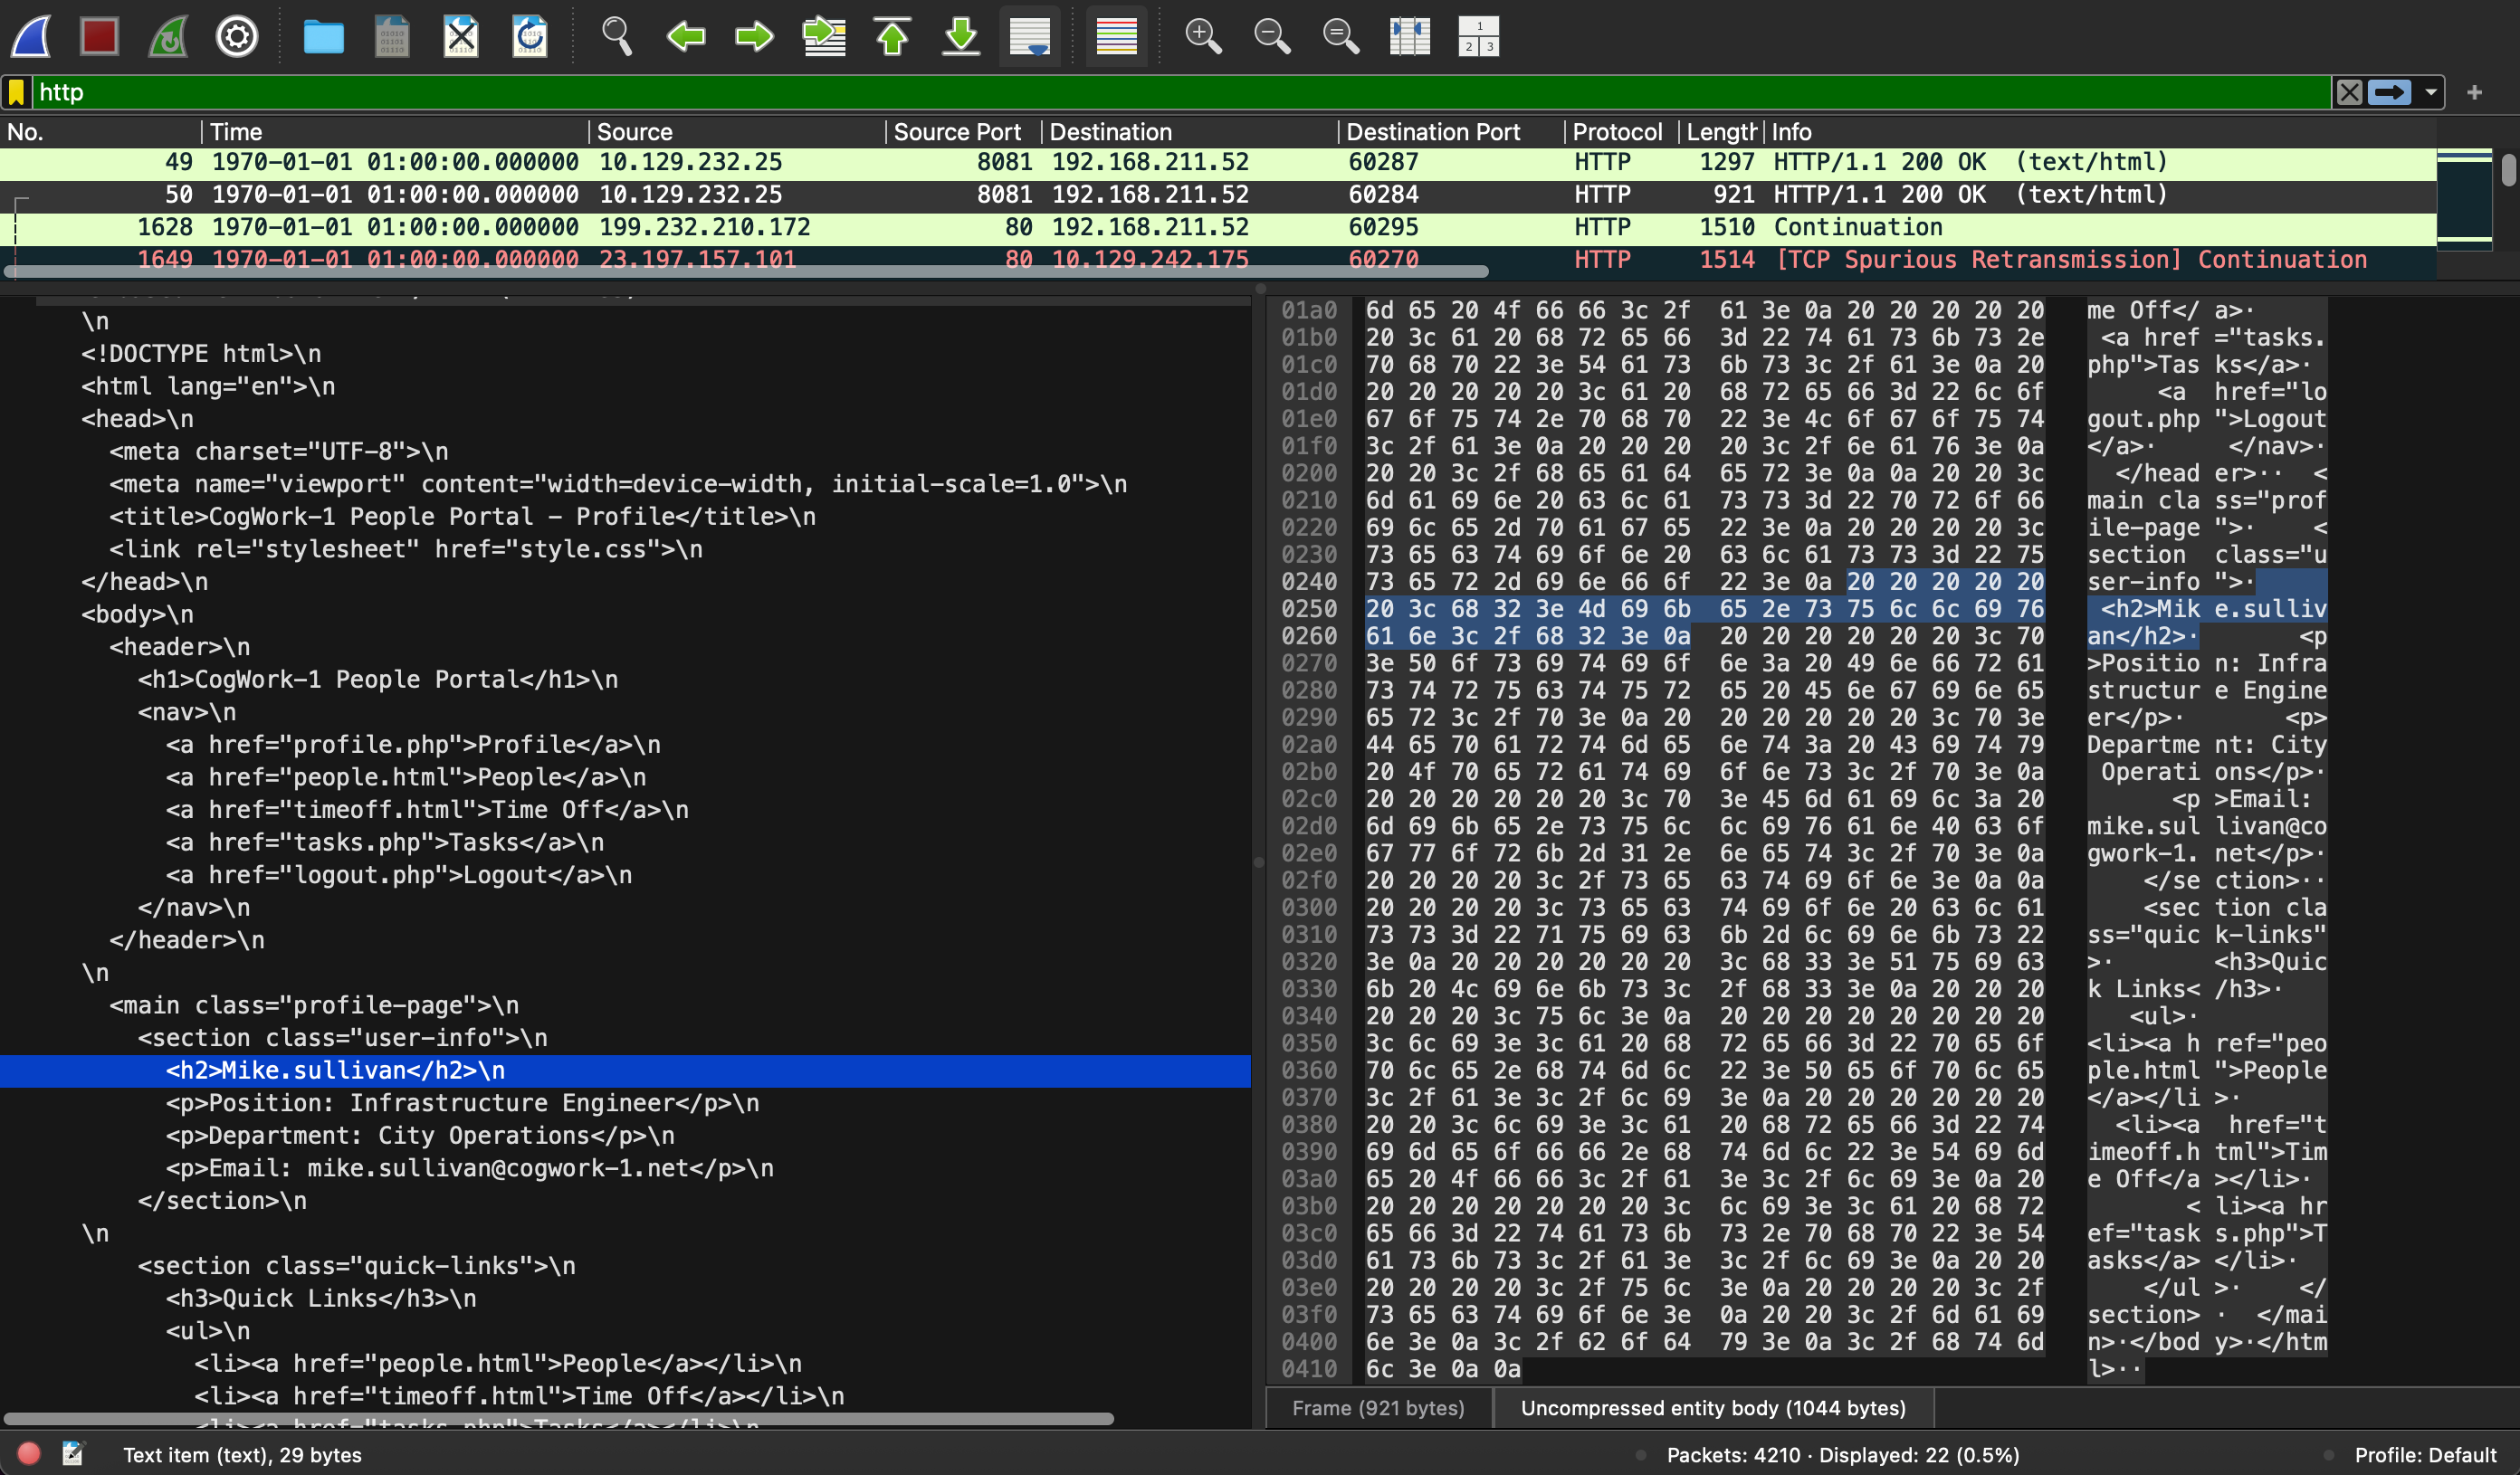 http
No. Time Source Source Port Destination Destination Port Protocol Length Info
49 1970-01-01 01:00:00.000000 10.129.232.25 8081 192.168.211.52 60287 HTTP 1297 HTTP/1.1 200 OK (text/html)
50 1970-01-01 01:00:00.000000 10.129.232.25 8081 192.168.211.52 60284 HTTP 921 HTTP/1.1 200 OK (text/html)
1628 1970-01-01 01:00:00.000000 199.232.210.172 80 192.168.211.52 60295 HTTP 1510 Continuation
1649 1970-01-01 01:00:00.000000 23.197.157.101 80 10.129.242.175 60270 HTTP 1514 [TCP Spurious Retransmission] Continuation
\n
<!DOCTYPE html>\n
<html lang="en">\n
<head>\n
<meta charset="UTF-8">\n
<meta name="viewport" content="width=device-width, initial-scale=1.0">\n
<title>CogWork-1 People Portal – Profile</title>\n
<link rel="stylesheet" href="style.css">\n
</head>\n
<body>\n
<header>\n
<h1>CogWork-1 People Portal</h1>\n
<nav>\n
<a href="profile.php">Profile</a>\n
<a href="people.html">People</a>\n
<a href="timeoff.html">Time Off</a>\n
<a href="tasks.php">Tasks</a>\n
<a href="logout.php">Logout</a>\n
</nav>\n
</header>\n
\n
<main class="profile-page">\n
<section class="user-info">\n
<h2>Mike.sullivan</h2>\n
<p>Position: Infrastructure Engineer</p>\n
<p>Department: City Operations</p>\n
<p>Email: mike.sullivan@cogwork-1.net</p>\n
</section>\n
\n
<section class="quick-links">\n
<h3>Quick Links</h3>\n
<ul>\n
<li><a href="people.html">People</a></li>\n
<li><a href="timeoff.html">Time Off</a></li>\n
<li><a href="tasks.php">Tasks</a></li>\n
01a0 6d 65 20 4f 66 66 3c 2f 61 3e 0a 20 20 20 20 20 me Off</ a>·
01b0 20 3c 61 20 68 72 65 66 3d 22 74 61 73 6b 73 2e <a href ="tasks.
01c0 70 68 70 22 3e 54 61 73 6b 73 3c 2f 61 3e 0a 20 php">Tas ks</a>·
01d0 20 20 20 20 20 3c 61 20 68 72 65 66 3d 22 6c 6f <a href="lo
01e0 67 6f 75 74 2e 70 68 70 22 3e 4c 6f 67 6f 75 74 gout.php ">Logout
01f0 3c 2f 61 3e 0a 20 20 20 20 3c 2f 6e 61 76 3e 0a </a>· </nav>·
0200 20 20 3c 2f 68 65 61 64 65 72 3e 0a 0a 20 20 3c </head er>·· <
0210 6d 61 69 6e 20 63 6c 61 73 73 3d 22 70 72 6f 66 main cla ss="prof
0220 69 6c 65 2d 70 61 67 65 22 3e 0a 20 20 20 20 3c ile-page ">· <
0230 73 65 63 74 69 6f 6e 20 63 6c 61 73 73 3d 22 75 section class="u
0240 73 65 72 2d 69 6e 66 6f 22 3e 0a 20 20 20 20 20 ser-info ">·
0250 20 3c 68 32 3e 4d 69 6b 65 2e 73 75 6c 6c 69 76 <h2>Mik e.sulliv
0260 61 6e 3c 2f 68 32 3e 0a 20 20 20 20 20 20 3c 70 an</h2>· <p
0270 3e 50 6f 73 69 74 69 6f 6e 3a 20 49 6e 66 72 61 >Positio n: Infra
0280 73 74 72 75 63 74 75 72 65 20 45 6e 67 69 6e 65 structur e Engine
0290 65 72 3c 2f 70 3e 0a 20 20 20 20 20 20 3c 70 3e er</p>· <p>
02a0 44 65 70 61 72 74 6d 65 6e 74 3a 20 43 69 74 79 Departme nt: City
02b0 20 4f 70 65 72 61 74 69 6f 6e 73 3c 2f 70 3e 0a Operati ons</p>·
02c0 20 20 20 20 20 20 3c 70 3e 45 6d 61 69 6c 3a 20 <p >Email:
02d0 6d 69 6b 65 2e 73 75 6c 6c 69 76 61 6e 40 63 6f mike.sul livan@co
02e0 67 77 6f 72 6b 2d 31 2e 6e 65 74 3c 2f 70 3e 0a gwork-1. net</p>·
02f0 20 20 20 20 3c 2f 73 65 63 74 69 6f 6e 3e 0a 0a </se ction>··
0300 20 20 20 20 3c 73 65 63 74 69 6f 6e 20 63 6c 61 <sec tion cla
0310 73 73 3d 22 71 75 69 63 6b 2d 6c 69 6e 6b 73 22 ss="quic k-links"
0320 3e 0a 20 20 20 20 20 20 3c 68 33 3e 51 75 69 63 >· <h3>Quic
0330 6b 20 4c 69 6e 6b 73 3c 2f 68 33 3e 0a 20 20 20 k Links< /h3>·
0340 20 20 20 3c 75 6c 3e 0a 20 20 20 20 20 20 20 20 <ul>·
0350 3c 6c 69 3e 3c 61 20 68 72 65 66 3d 22 70 65 6f <li><a h ref="peo
0360 70 6c 65 2e 68 74 6d 6c 22 3e 50 65 6f 70 6c 65 ple.html ">People
0370 3c 2f 61 3e 3c 2f 6c 69 3e 0a 20 20 20 20 20 20 </a></li >·
0380 20 20 3c 6c 69 3e 3c 61 20 68 72 65 66 3d 22 74 <li><a href="t
0390 69 6d 65 6f 66 66 2e 68 74 6d 6c 22 3e 54 69 6d imeoff.h tml">Tim
03a0 65 20 4f 66 66 3c 2f 61 3e 3c 2f 6c 69 3e 0a 20 e Off</a ></li>·
03b0 20 20 20 20 20 20 20 3c 6c 69 3e 3c 61 20 68 72 < li><a hr
03c0 65 66 3d 22 74 61 73 6b 73 2e 70 68 70 22 3e 54 ef="task s.php">T
03d0 61 73 6b 73 3c 2f 61 3e 3c 2f 6c 69 3e 0a 20 20 asks</a> </li>·
03e0 20 20 20 20 3c 2f 75 6c 3e 0a 20 20 20 20 3c 2f </ul >· </
03f0 73 65 63 74 69 6f 6e 3e 0a 20 20 3c 2f 6d 61 69 section> · </mai
0400 6e 3e 0a 3c 2f 62 6f 64 79 3e 0a 3c 2f 68 74 6d n>·</bod y>·</htm
0410 6c 3e 0a 0a l>··
Frame (921 bytes) Uncompressed entity body (1044 bytes)
Text item (text), 29 bytes Packets: 4210 · Displayed: 22 (0.5%) Profile: Default